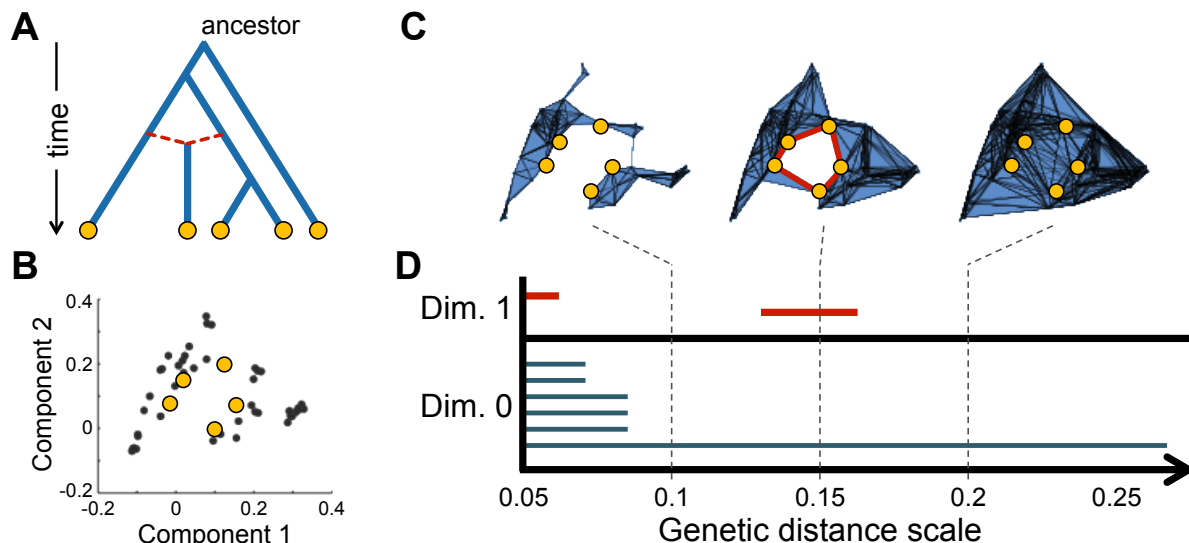 A
ancestor
time
B
Component 2
0.4
0.2
0
-0.2
-0.2
0
0.2
0.4
Component 1
C
D
Dim. 1
Dim. 0
0.05
0.1
0.15
0.2
0.25
Genetic distance scale